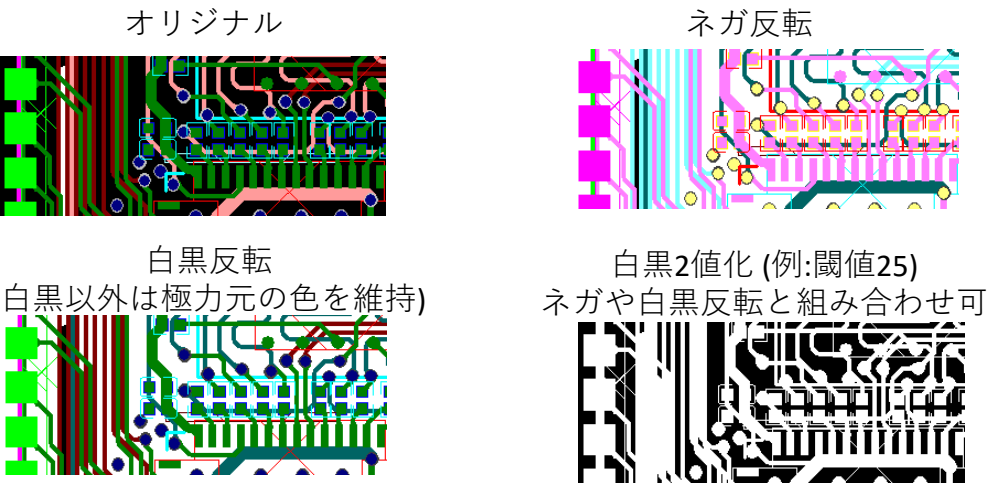 オリジナル
ネガ反転
白黒反転
白黒以外は極力元の色を維持)
白黒2値化 (例:閾値25)
ネガや白黒反転と組み合わせ可